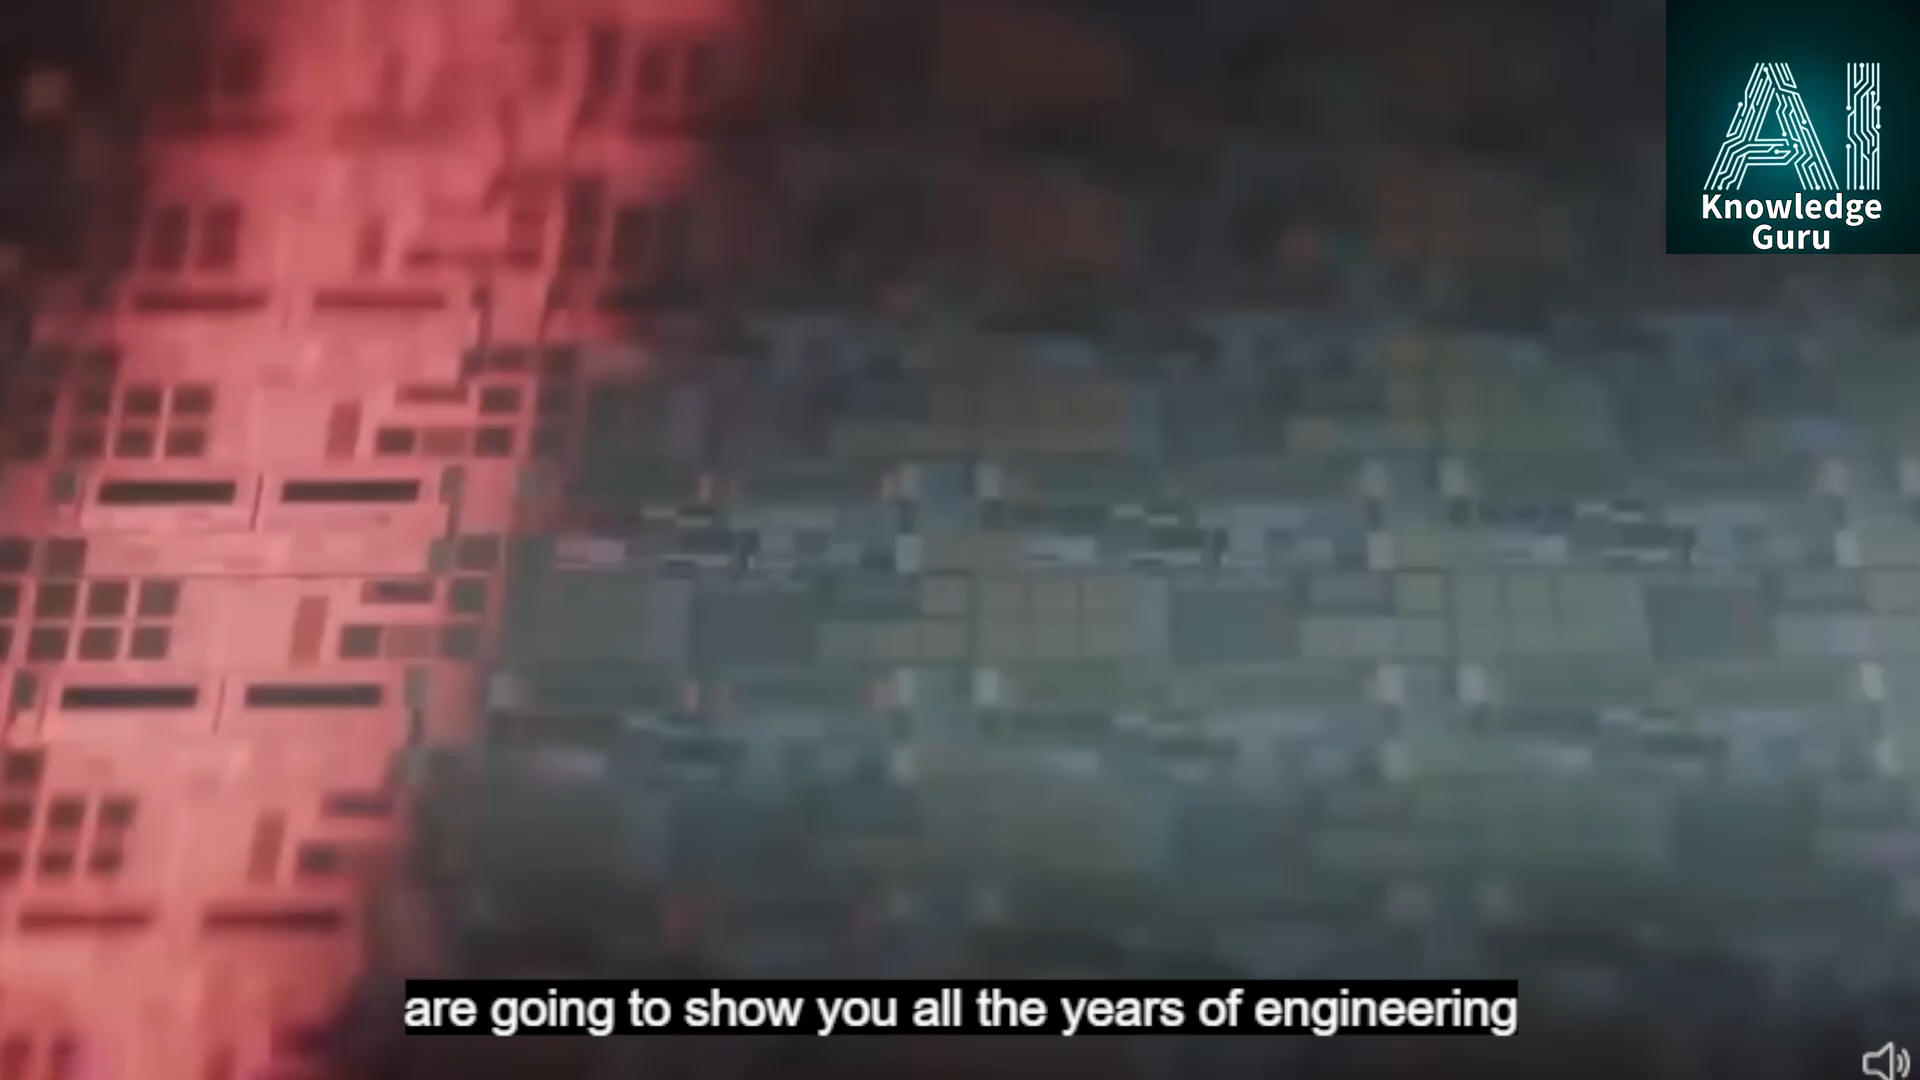 AI
Knowledge
Guru
are going to show you all the years of engineering